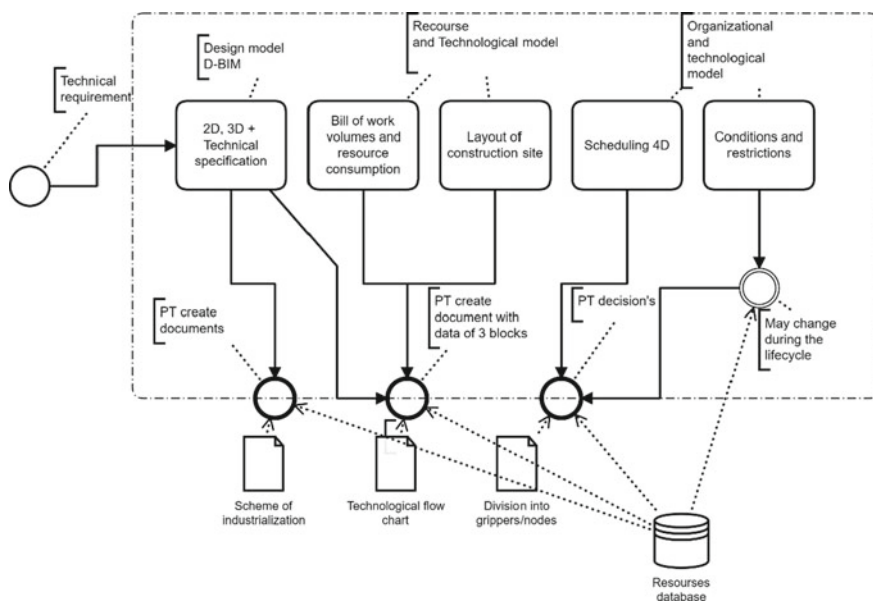 Technical
requirement
Design model
D-BIM
Recourse
and Technological model
Organizational
and
technological
model
2D, 3D +
Technical
specification
Bill of work
volumes and
resource
consumption
Layout of
construction site
Scheduling 4D
Conditions and
restrictions
PT create
documents
PT create
document with
data of 3 blocks
PT decision's
May change
during the
lifecycle
Scheme of
industrialization
Technological flow
chart
Division into
grippers/nodes
Resourses
database